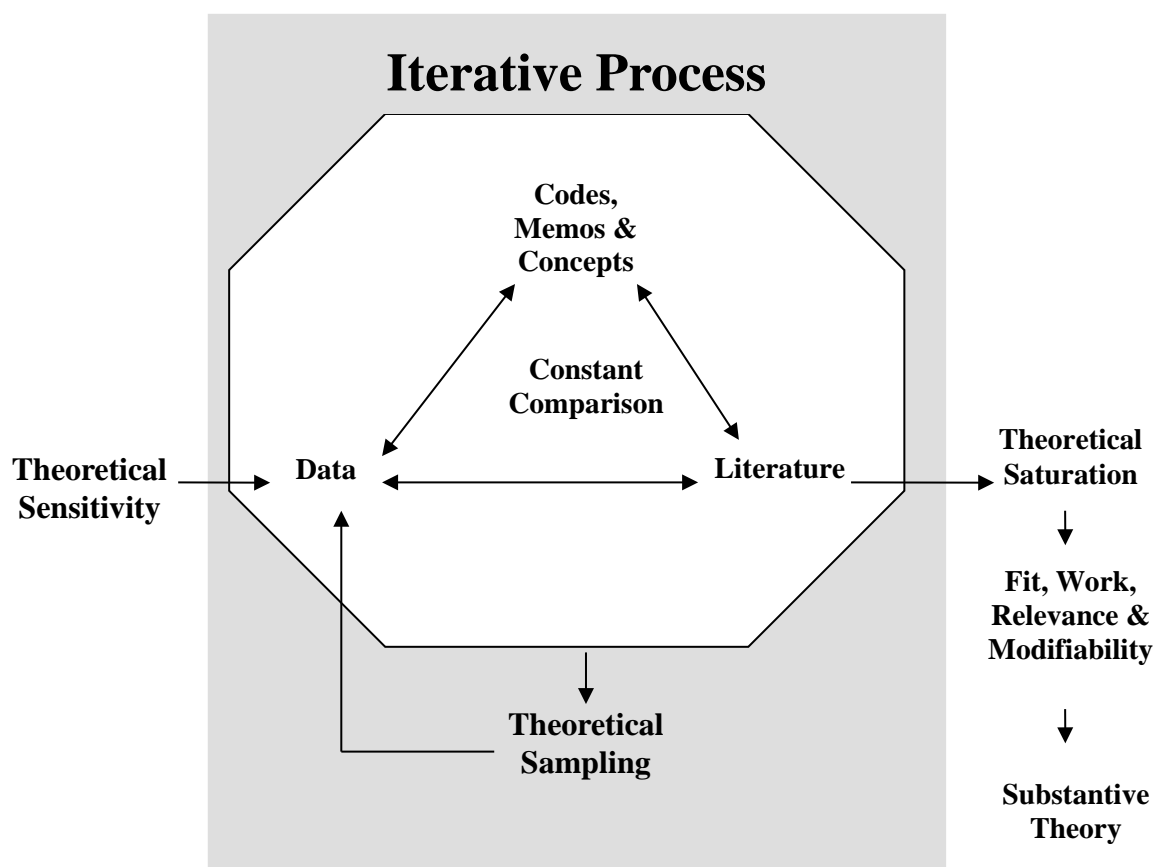 Iterative Process
Codes,
Memos &
Concepts
Constant
Comparison
Theoretical
Sensitivity
Data
Literature
Theoretical
Saturation
Fit, Work,
Relevance &
Modifiability
Theoretical
Sampling
Substantive
Theory